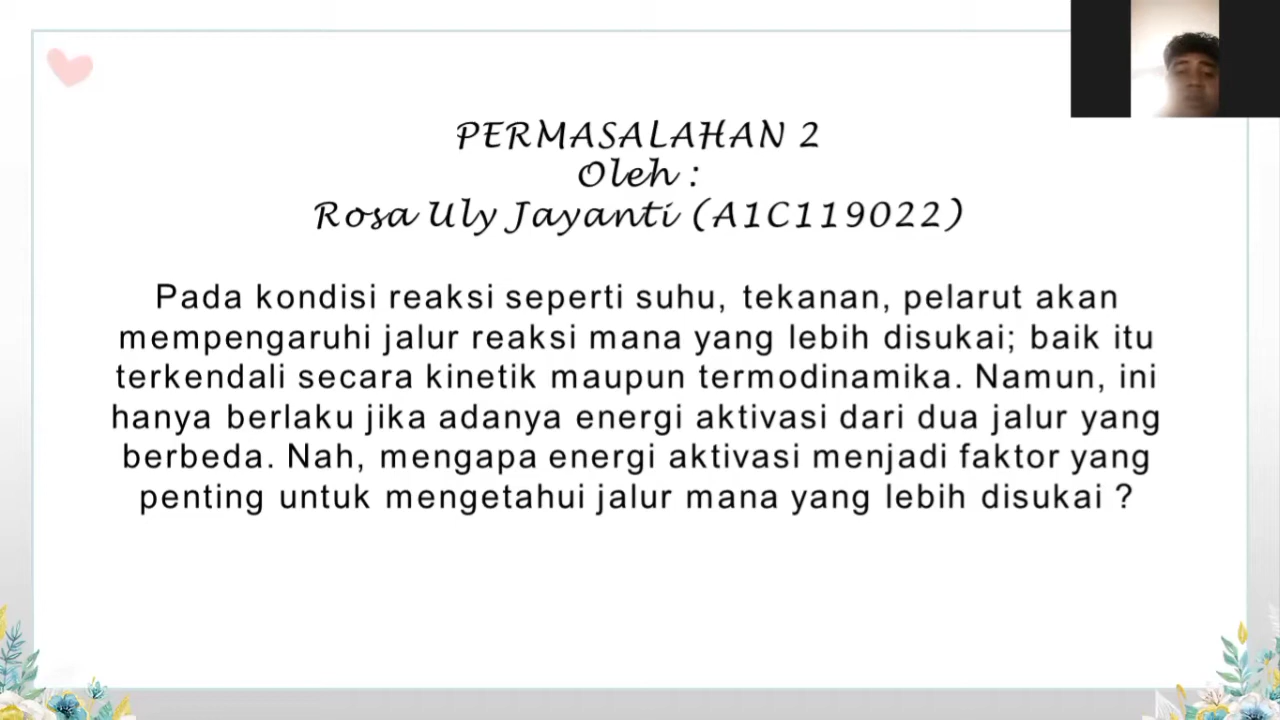 PERMASALAHAN 2
Oleh :
Rosa Uly Jayanti (A1C119022)
Pada kondisi reaksi seperti suhu, tekanan, pelarut akan
mempengaruhi jalur reaksi mana yang lebih disukai; baik itu
terkendali secara kinetik maupun termodinamika. Namun, ini
hanya berlaku jika adanya energi aktivasi dari dua jalur yang
berbeda. Nah, mengapa energi aktivasi menjadi faktor yang
penting untuk mengetahui jalur mana yang lebih disukai ?